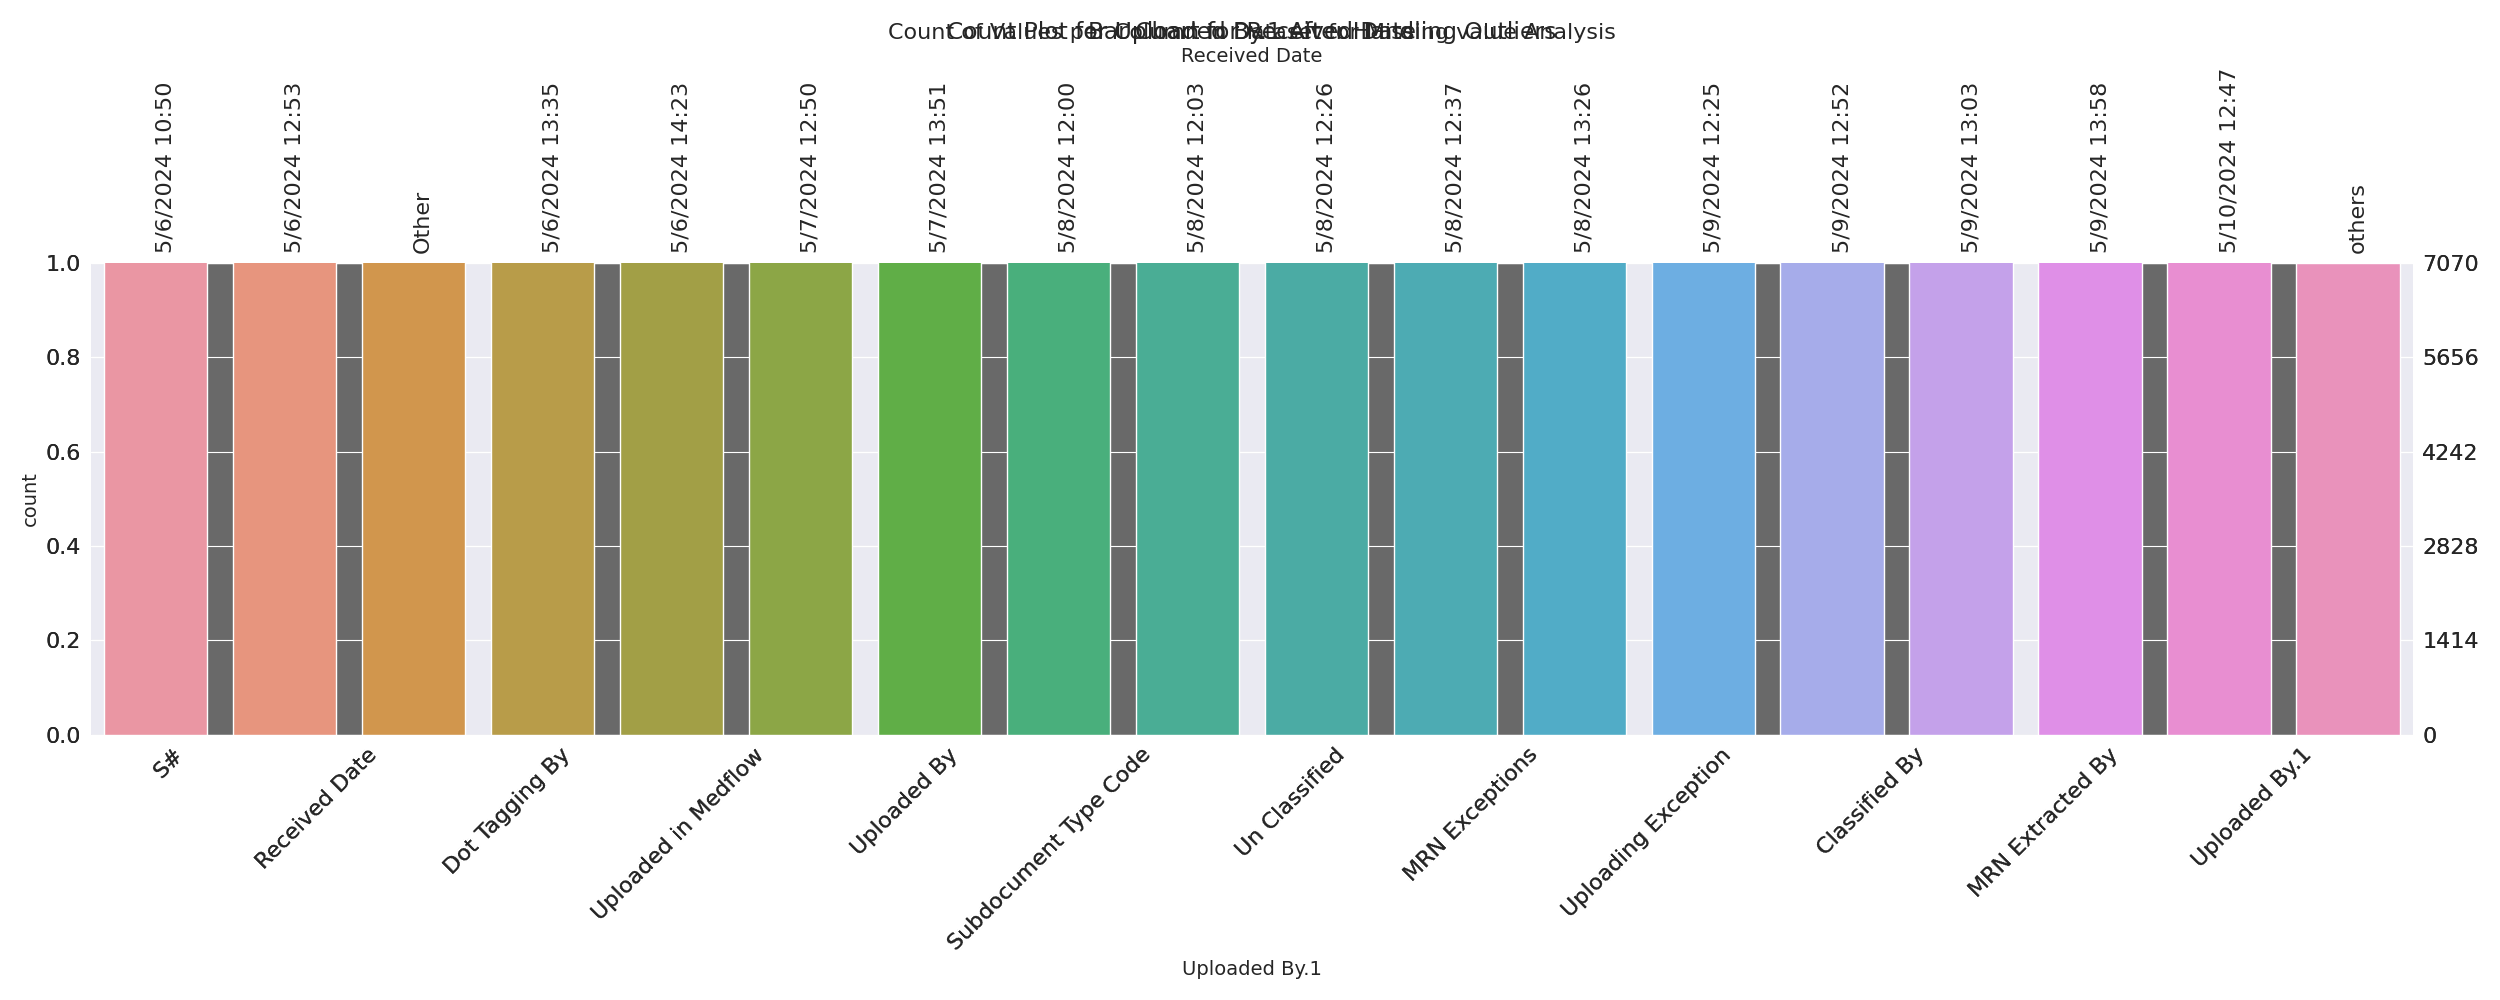 Received Date
5/6/2024 10:50
5/6/2024 12:53
Other
5/6/2024 13:35
5/6/2024 14:23
5/7/2024 12:50
5/7/2024 13:51
5/8/2024 12:00
5/8/2024 12:03
5/8/2024 12:26
5/8/2024 12:37
5/8/2024 13:26
5/9/2024 12:25
5/9/2024 12:52
5/9/2024 13:03
5/9/2024 13:58
5/10/2024 12:47
others
count
1.0
0.8
0.6
0.4
0.2
0.0
7070
5656
4242
2828
1414
0
S#
Received Date
Dot Tagging By
Uploaded in Medflow
Uploaded By
Subdocument Type Code
Un Classified
MRN Exceptions
Uploading Exception
Classified By
MRN Extracted By
Uploaded By.1
Uploaded By.1